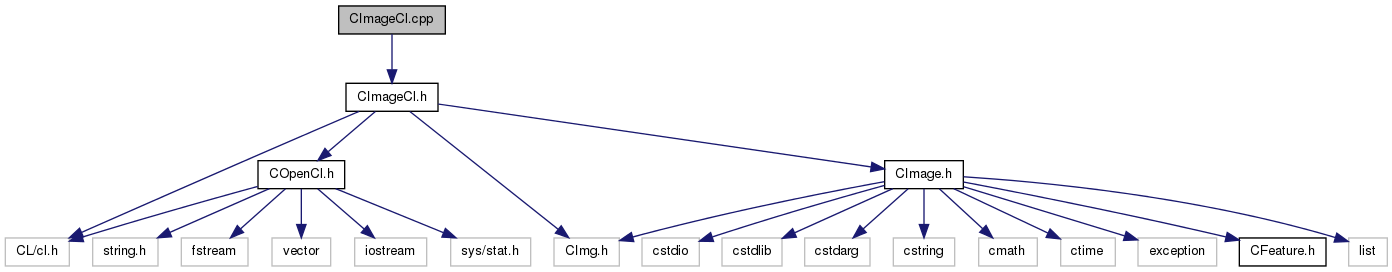 CImageCl.cpp
CImageCl.h
COpenCl.h
CImage.h
CL/cl.h
string.h
fstream
vector
iostream
sys/stat.h
CImg.h
cstdio
cstdlib
cstdarg
cstring
cmath
ctime
exception
CFeature.h
list